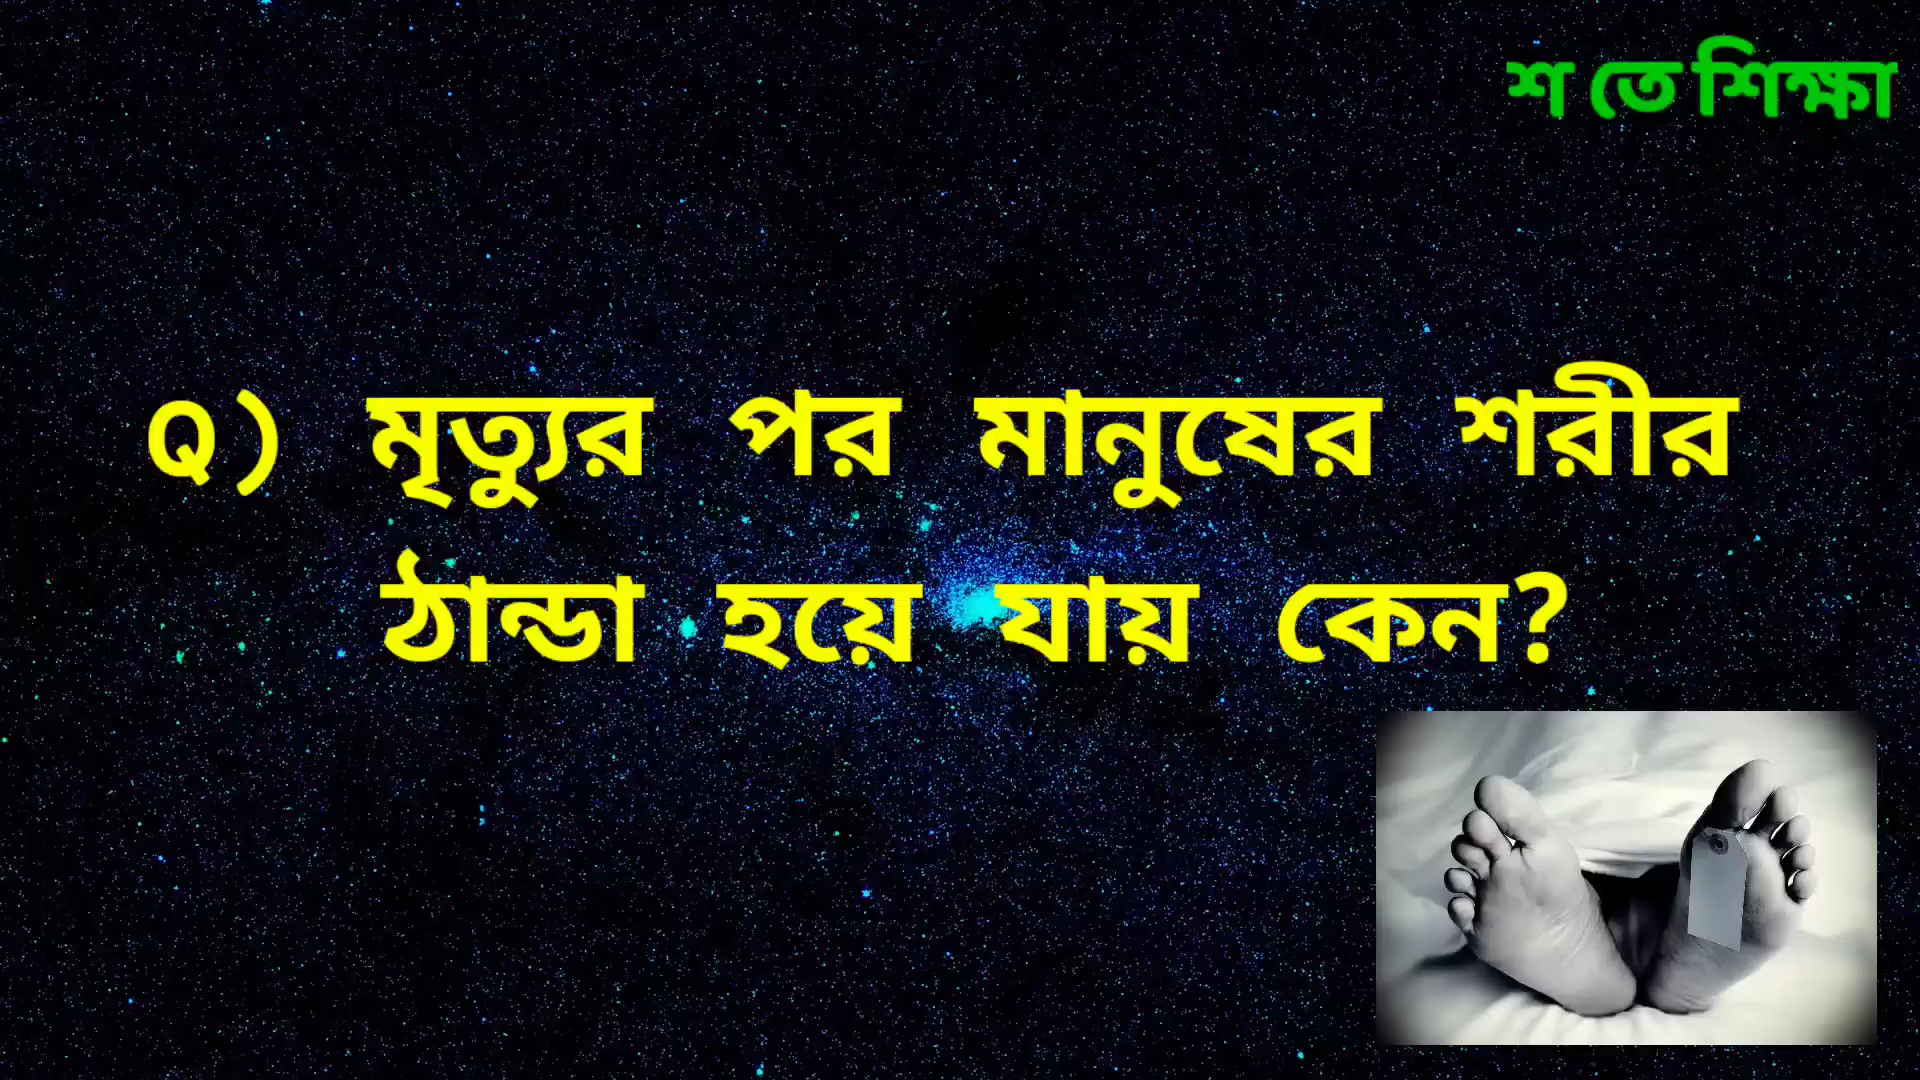 শ তে শিক্ষা
Q) মৃত্যুর পর মানুষের শরীর
ঠান্ডা হয়ে যায় কেন?